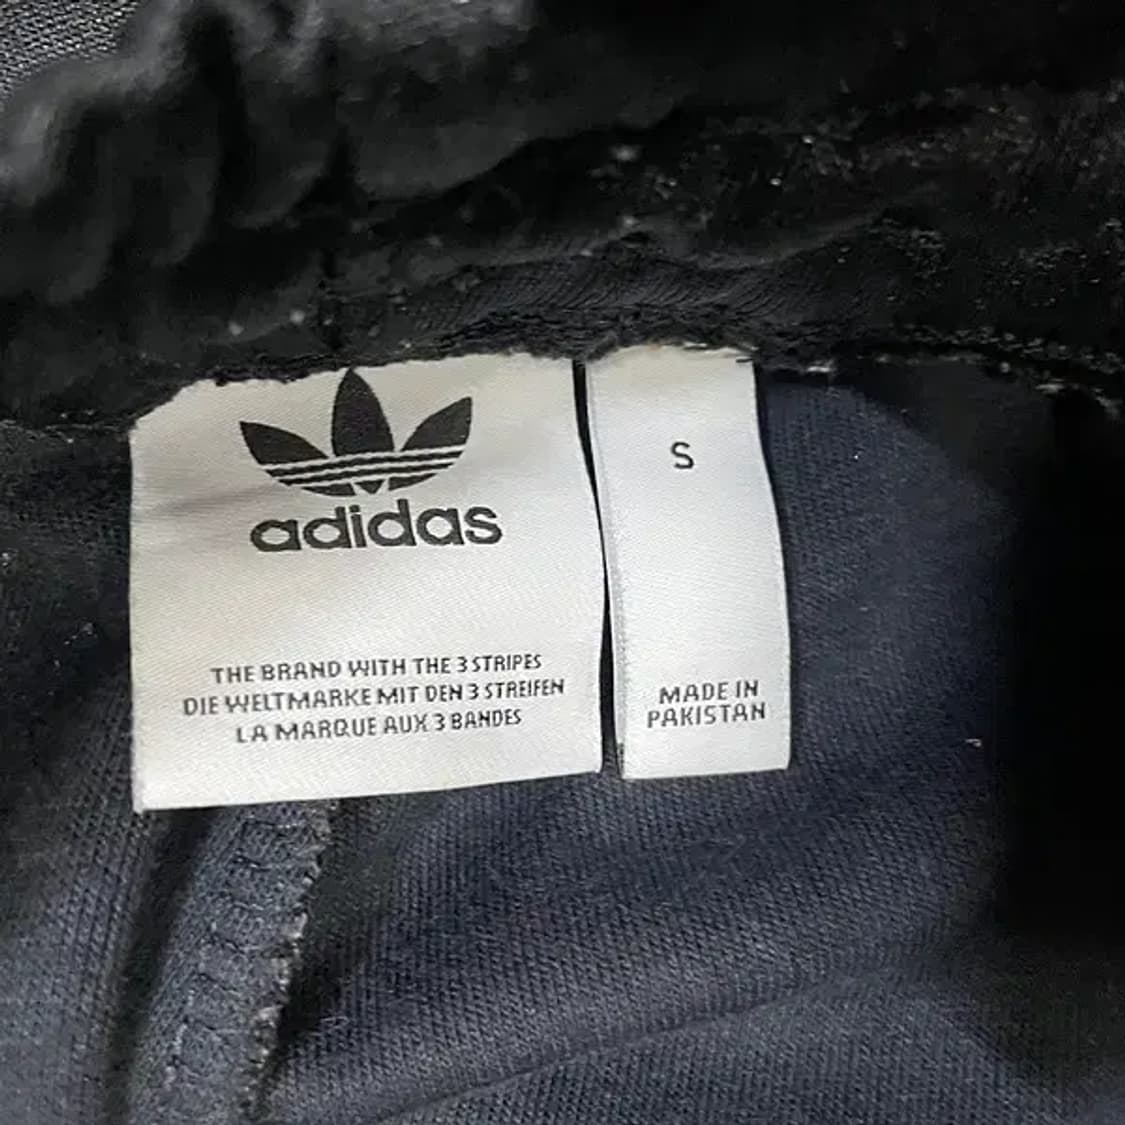 adidas
THE BRAND WITH THE 3 STRIPES
DIE WELTMARKE MIT DEN 3 STREIFEN
LA MARQUE AUX 3 BANDES
S
MADE IN
PAKISTAN